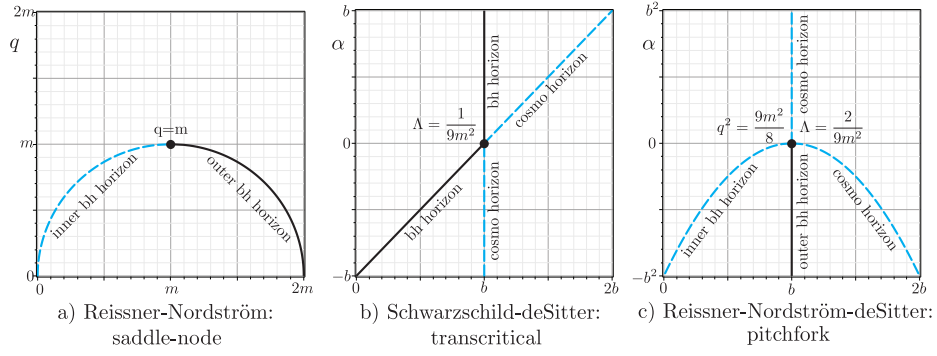 2m
q
m
0
q=m
inner bh horizon
outer bh horizon
0
m
2m
a) Reissner-Nordström:
saddle-node
b
α
0
−b
Λ = 1/9m²
bh horizon
cosmo horizon
bh horizon
cosmo horizon
0
b
2b
b) Schwarzschild-deSitter:
transcritical
b²
α
0
−b²
q² = 9m²/8
Λ = 2/9m²
cosmo horizon
inner bh horizon
outer bh horizon
cosmo horizon
0
b
2b
c) Reissner-Nordström-deSitter:
pitchfork